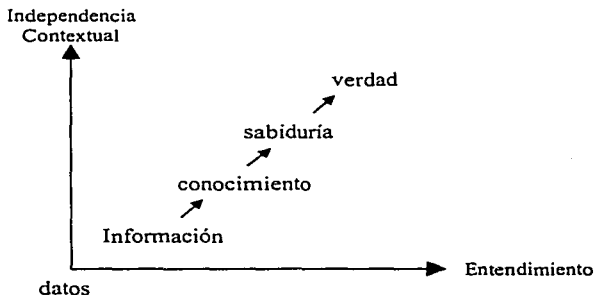 Independencia
Contextual
verdad
sabiduría
conocimiento
Información
Entendimiento
datos